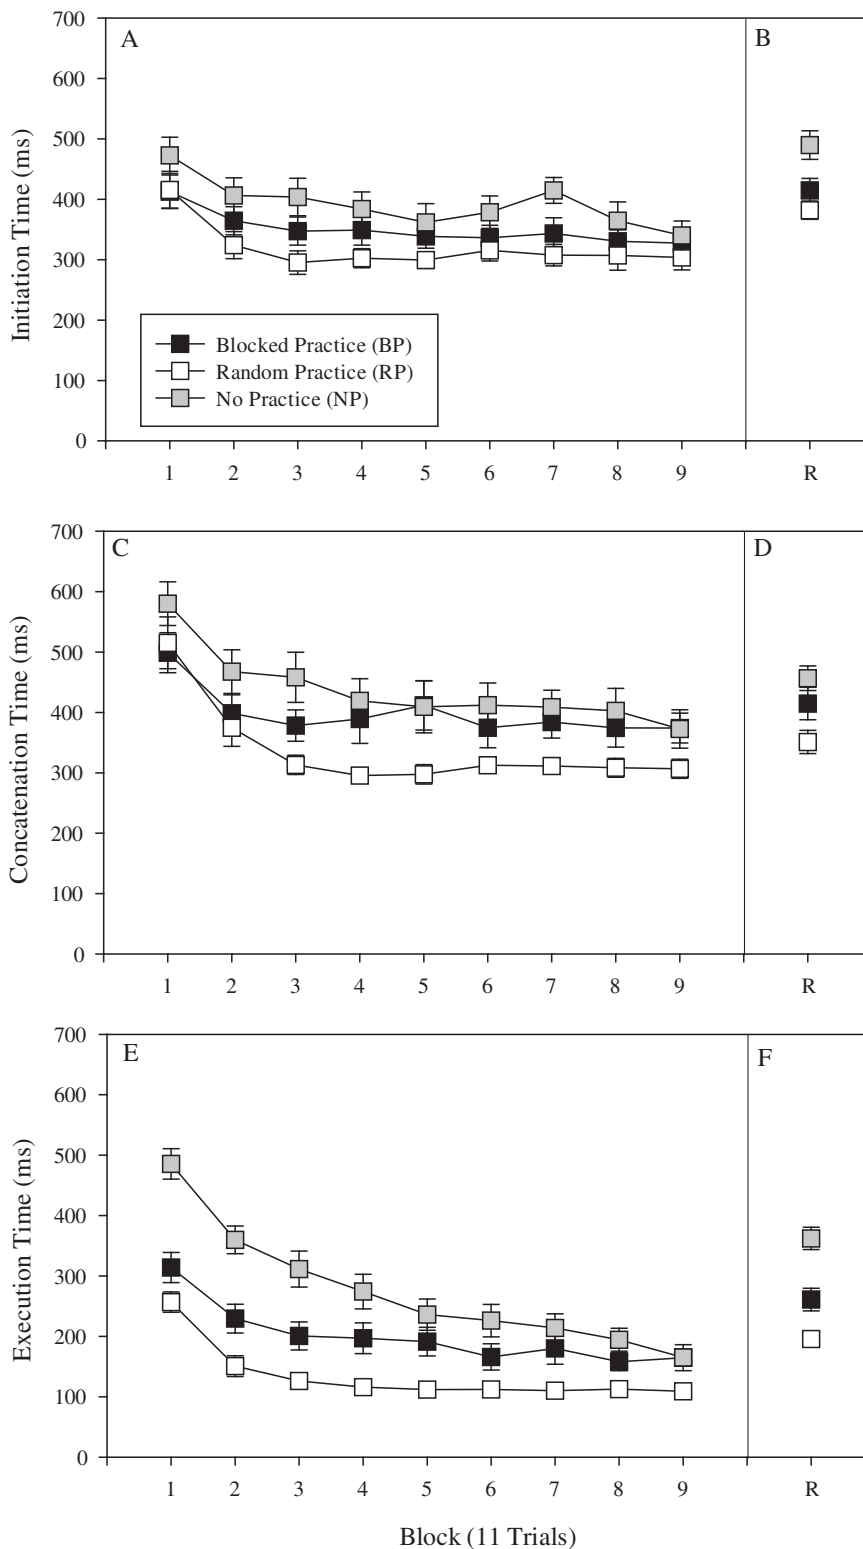 A
B
Initiation Time (ms)
700
600
500
400
300
200
100
0
Blocked Practice (BP)
Random Practice (RP)
No Practice (NP)
1 2 3 4 5 6 7 8 9 R
C
D
Concatenation Time (ms)
700
600
500
400
300
200
100
0
1 2 3 4 5 6 7 8 9 R
E
F
Execution Time (ms)
700
600
500
400
300
200
100
0
1 2 3 4 5 6 7 8 9 R
Block (11 Trials)